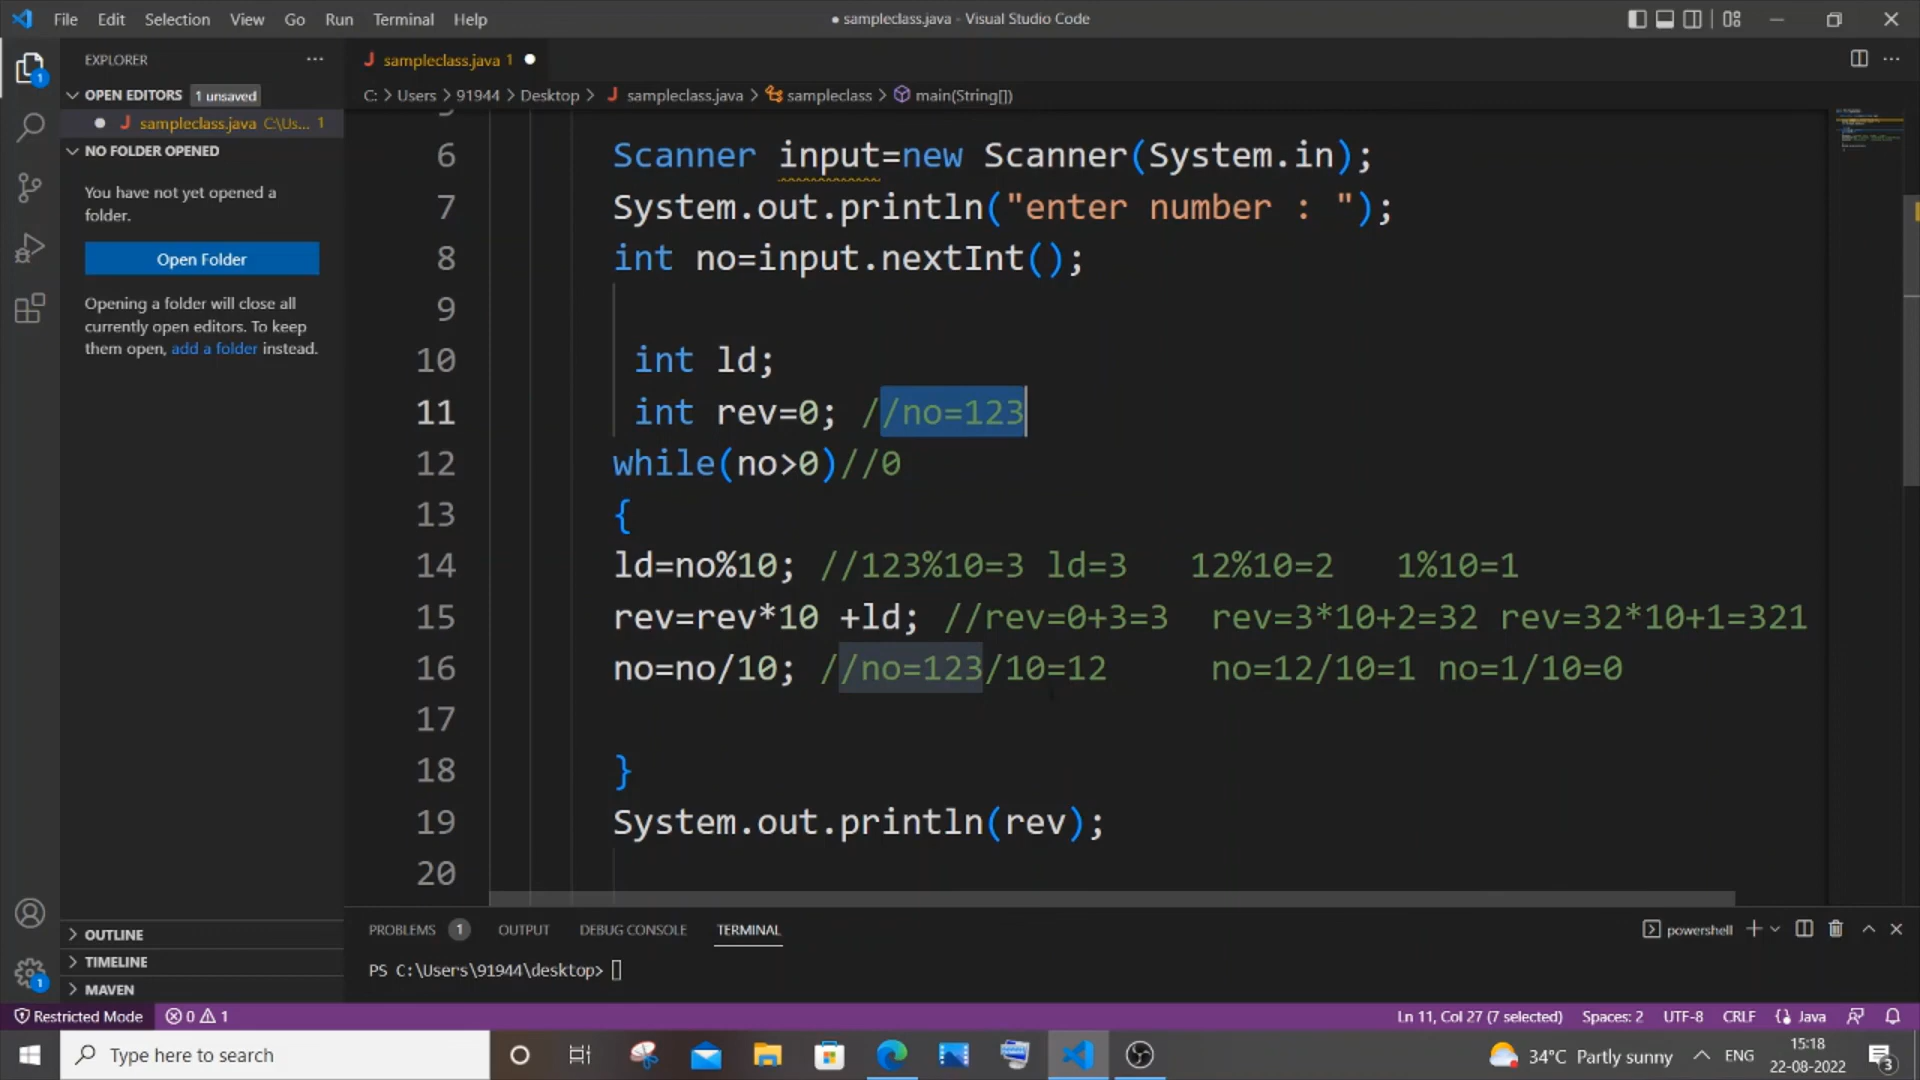 File Edit Selection View Go Run Terminal Help
● sampleclass.java - Visual Studio Code
EXPLORER
OPEN EDITORS 1 unsaved
sampleclass.java C:\Us... 1
NO FOLDER OPENED
You have not yet opened a
folder.
Open Folder
Opening a folder will close all
currently open editors. To keep
them open, add a folder instead.
OUTLINE
TIMELINE
MAVEN
sampleclass.java 1
C: > Users > 91944 > Desktop > sampleclass.java > sampleclass > main(String[])
6 Scanner input=new Scanner(System.in);
7 System.out.println("enter number : ");
8 int no=input.nextInt();
9
10 int ld;
11 int rev=0; //no=123
12 while(no>0)//0
13 {
14 ld=no%10; //123%10=3 ld=3 12%10=2 1%10=1
15 rev=rev*10 +ld; //rev=0+3=3 rev=3*10+2=32 rev=32*10+1=321
16 no=no/10; //no=123/10=12 no=12/10=1 no=1/10=0
17
18 }
19 System.out.println(rev);
20
PROBLEMS 1 OUTPUT DEBUG CONSOLE TERMINAL
powershell
PS C:\Users\91944\desktop>
Restricted Mode 0 1
Ln 11, Col 27 (7 selected) Spaces: 2 UTF-8 CRLF Java
Type here to search
34°C Partly sunny ENG
15:18
22-08-2022
3